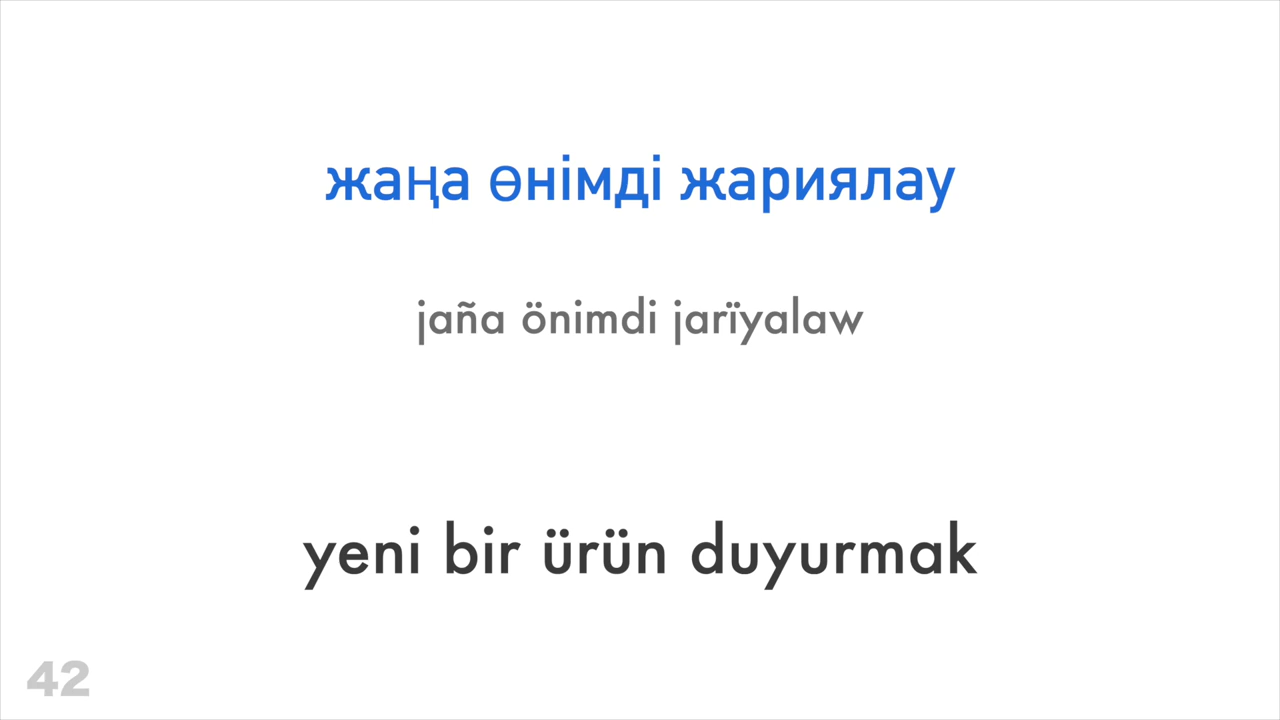 жаңа өнімді жариялау
jaña önimdi jarïyalaw
yeni bir ürün duyurmak
42